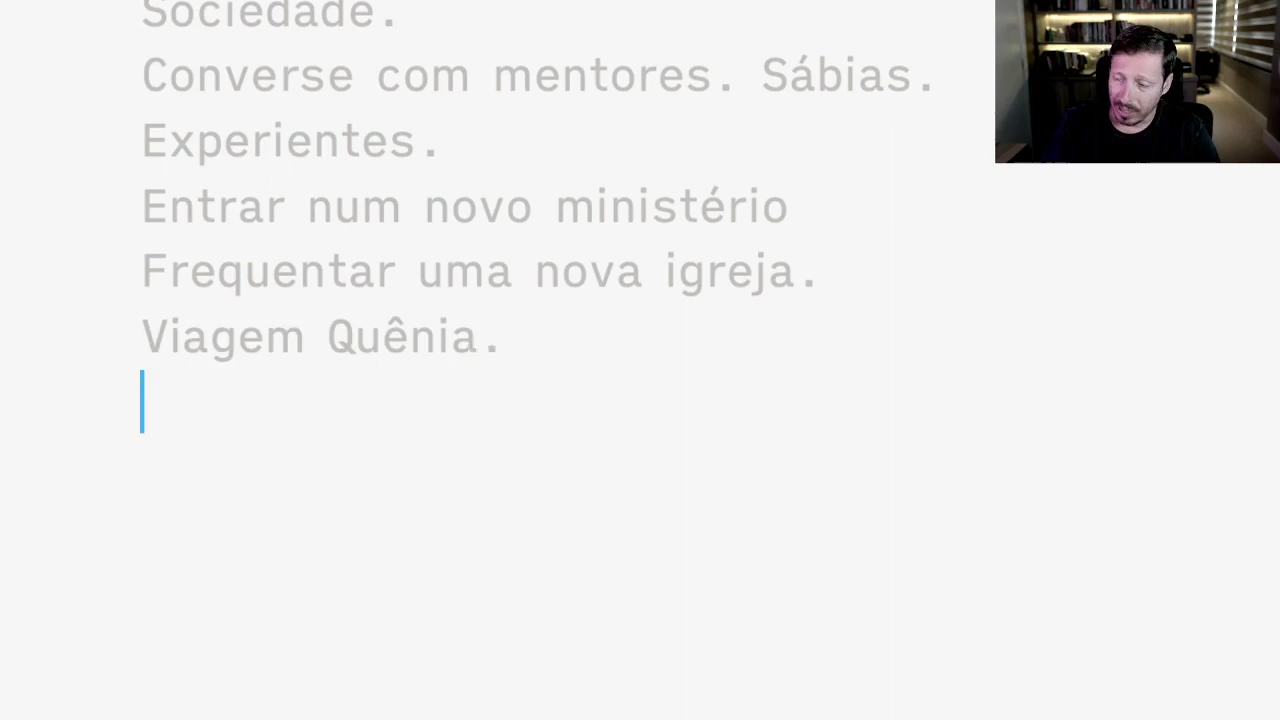 Sociedade.
Converse com mentores. Sábias.
Experientes.
Entrar num novo ministério
Frequentar uma nova igreja.
Viagem Quênia.